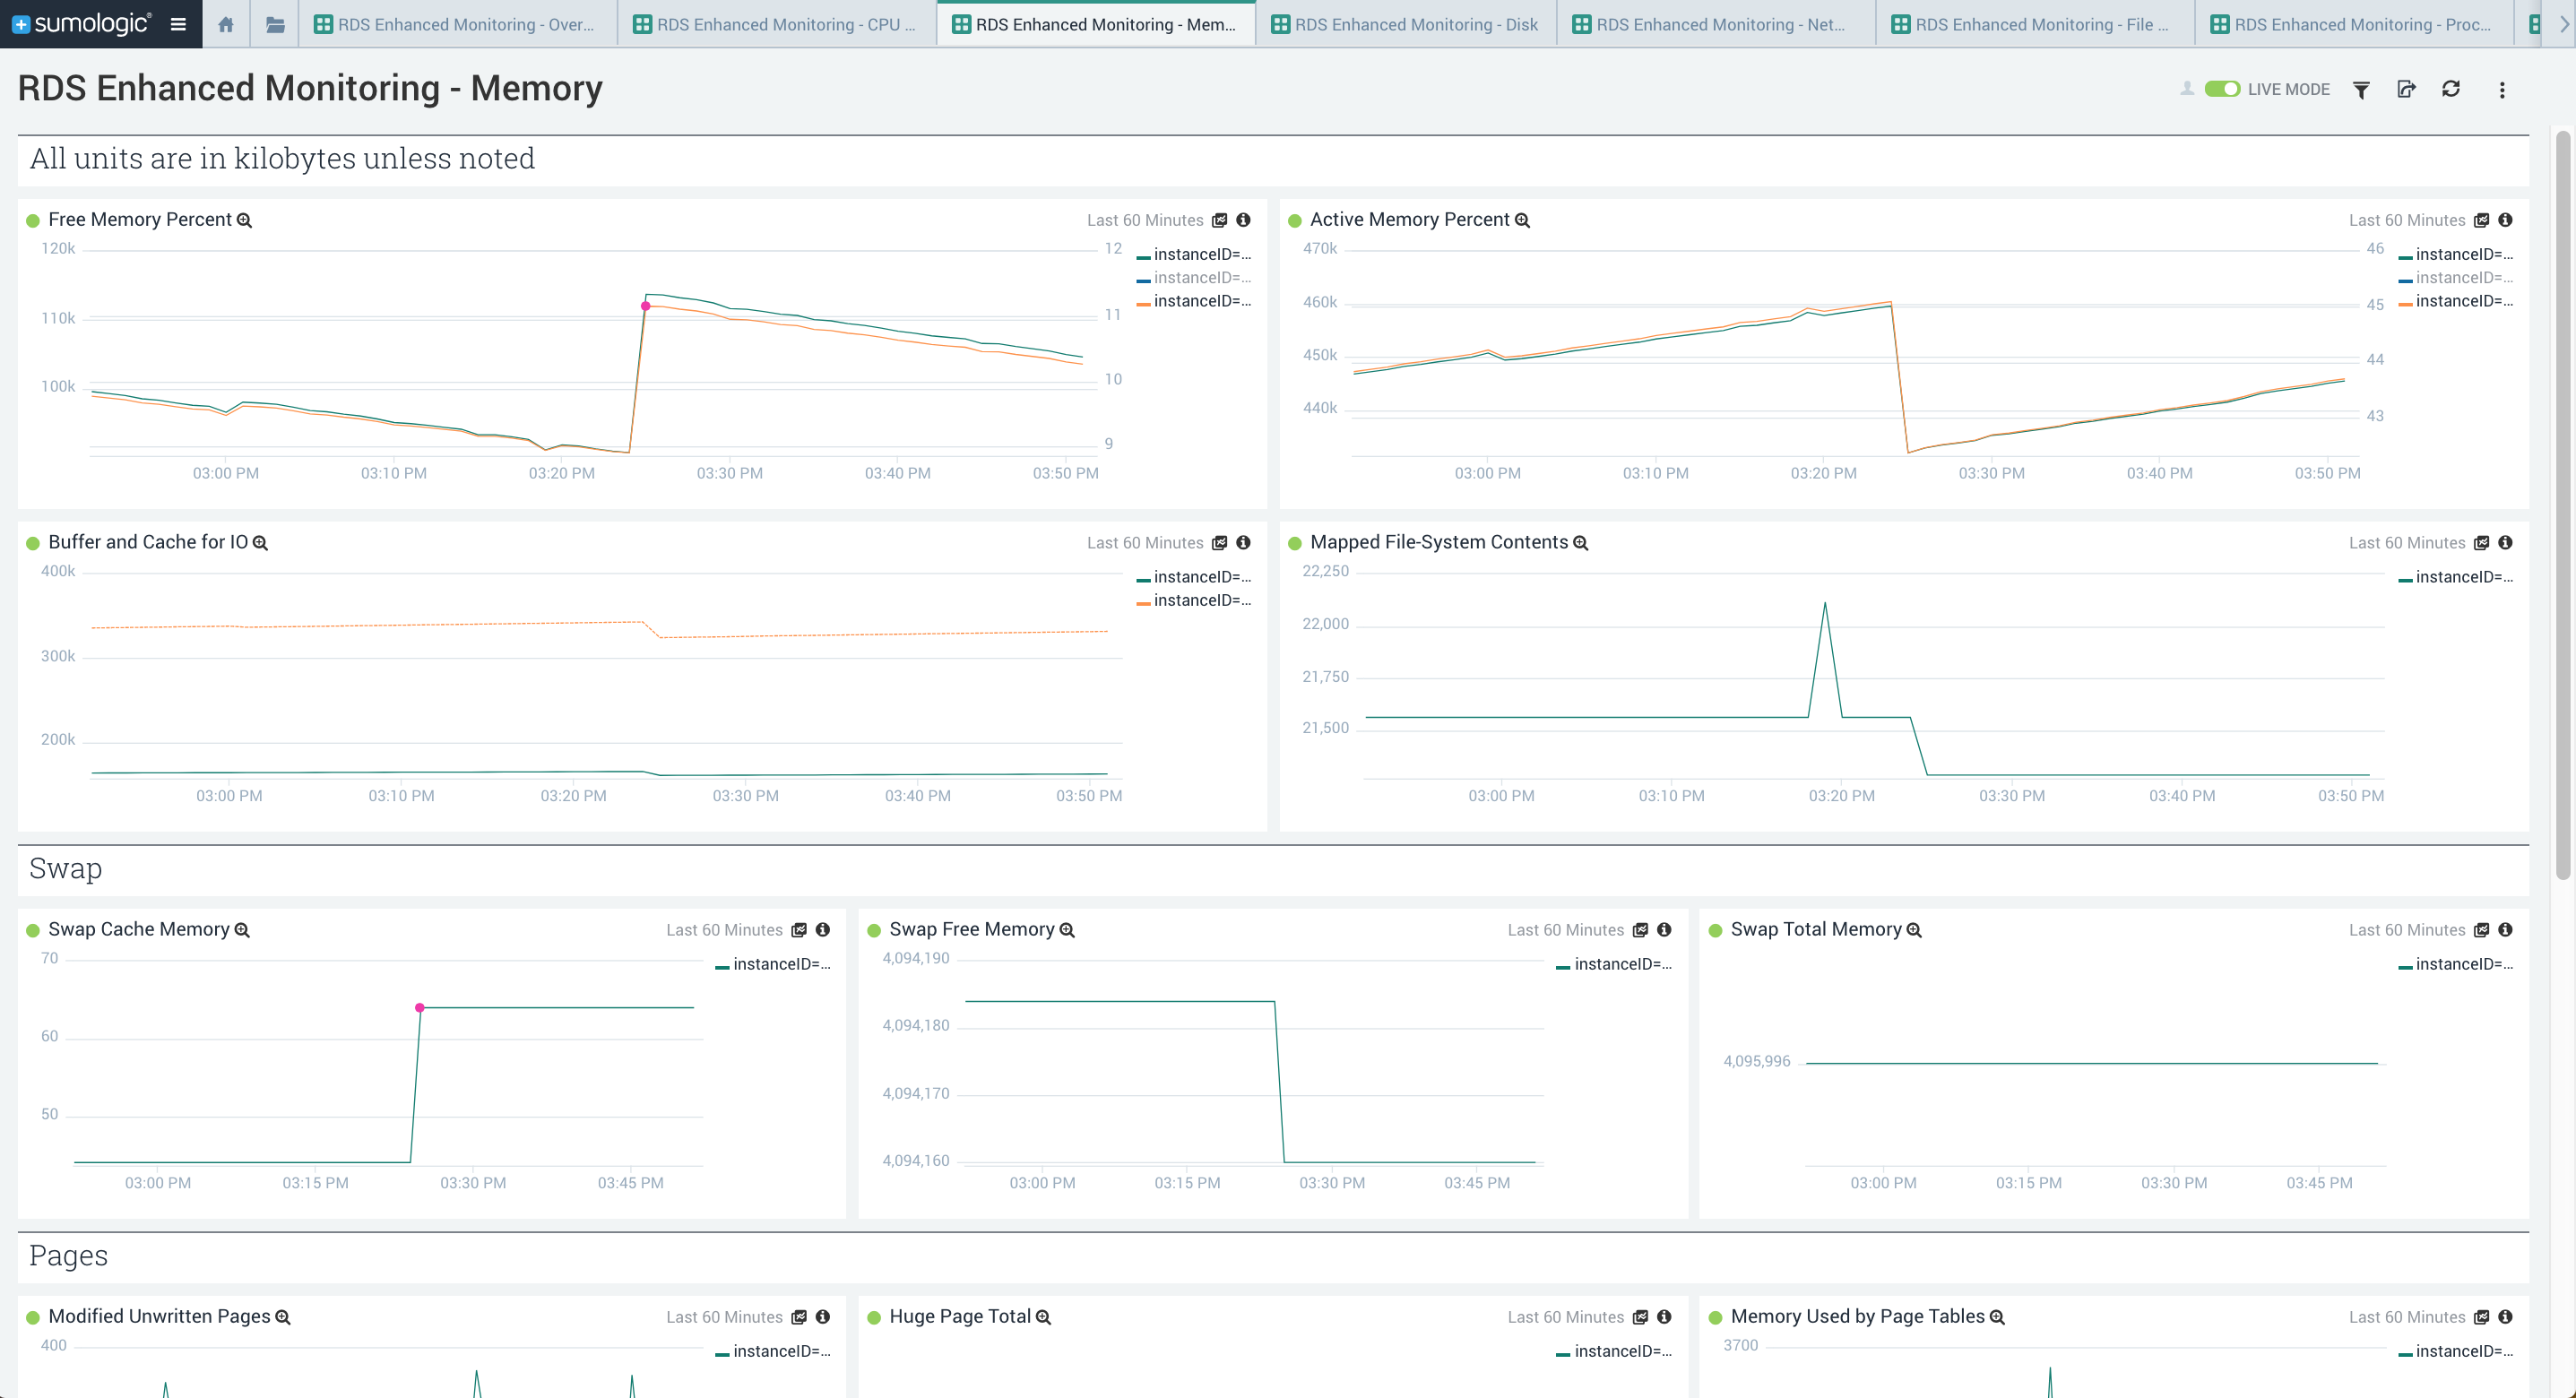 sumologic®
RDS Enhanced Monitoring - Over...
RDS Enhanced Monitoring - CPU ...
RDS Enhanced Monitoring - Mem...
RDS Enhanced Monitoring - Disk
RDS Enhanced Monitoring - Net...
RDS Enhanced Monitoring - File ...
RDS Enhanced Monitoring - Proc...
RDS Enhanced Monitoring - Memory
LIVE MODE
All units are in kilobytes unless noted
Free Memory Percent
Last 60 Minutes
120k
110k
100k
12
11
10
9
instanceID=...
instanceID=...
instanceID=...
03:00 PM 03:10 PM 03:20 PM 03:30 PM 03:40 PM 03:50 PM
Active Memory Percent
Last 60 Minutes
470k
460k
450k
440k
46
45
44
43
instanceID=...
instanceID=...
instanceID=...
03:00 PM 03:10 PM 03:20 PM 03:30 PM 03:40 PM 03:50 PM
Buffer and Cache for IO
Last 60 Minutes
400k
300k
200k
instanceID=...
instanceID=...
03:00 PM 03:10 PM 03:20 PM 03:30 PM 03:40 PM 03:50 PM
Mapped File-System Contents
Last 60 Minutes
22,250
22,000
21,750
21,500
instanceID=...
03:00 PM 03:10 PM 03:20 PM 03:30 PM 03:40 PM 03:50 PM
Swap
Swap Cache Memory
Last 60 Minutes
70
60
50
instanceID=...
03:00 PM 03:15 PM 03:30 PM 03:45 PM
Swap Free Memory
Last 60 Minutes
4,094,190
4,094,180
4,094,170
4,094,160
instanceID=...
03:00 PM 03:15 PM 03:30 PM 03:45 PM
Swap Total Memory
Last 60 Minutes
4,095,996
instanceID=...
03:00 PM 03:15 PM 03:30 PM 03:45 PM
Pages
Modified Unwritten Pages
Last 60 Minutes
400
instanceID=...
Huge Page Total
Last 60 Minutes
instanceID=...
Memory Used by Page Tables
Last 60 Minutes
3700
instanceID=...